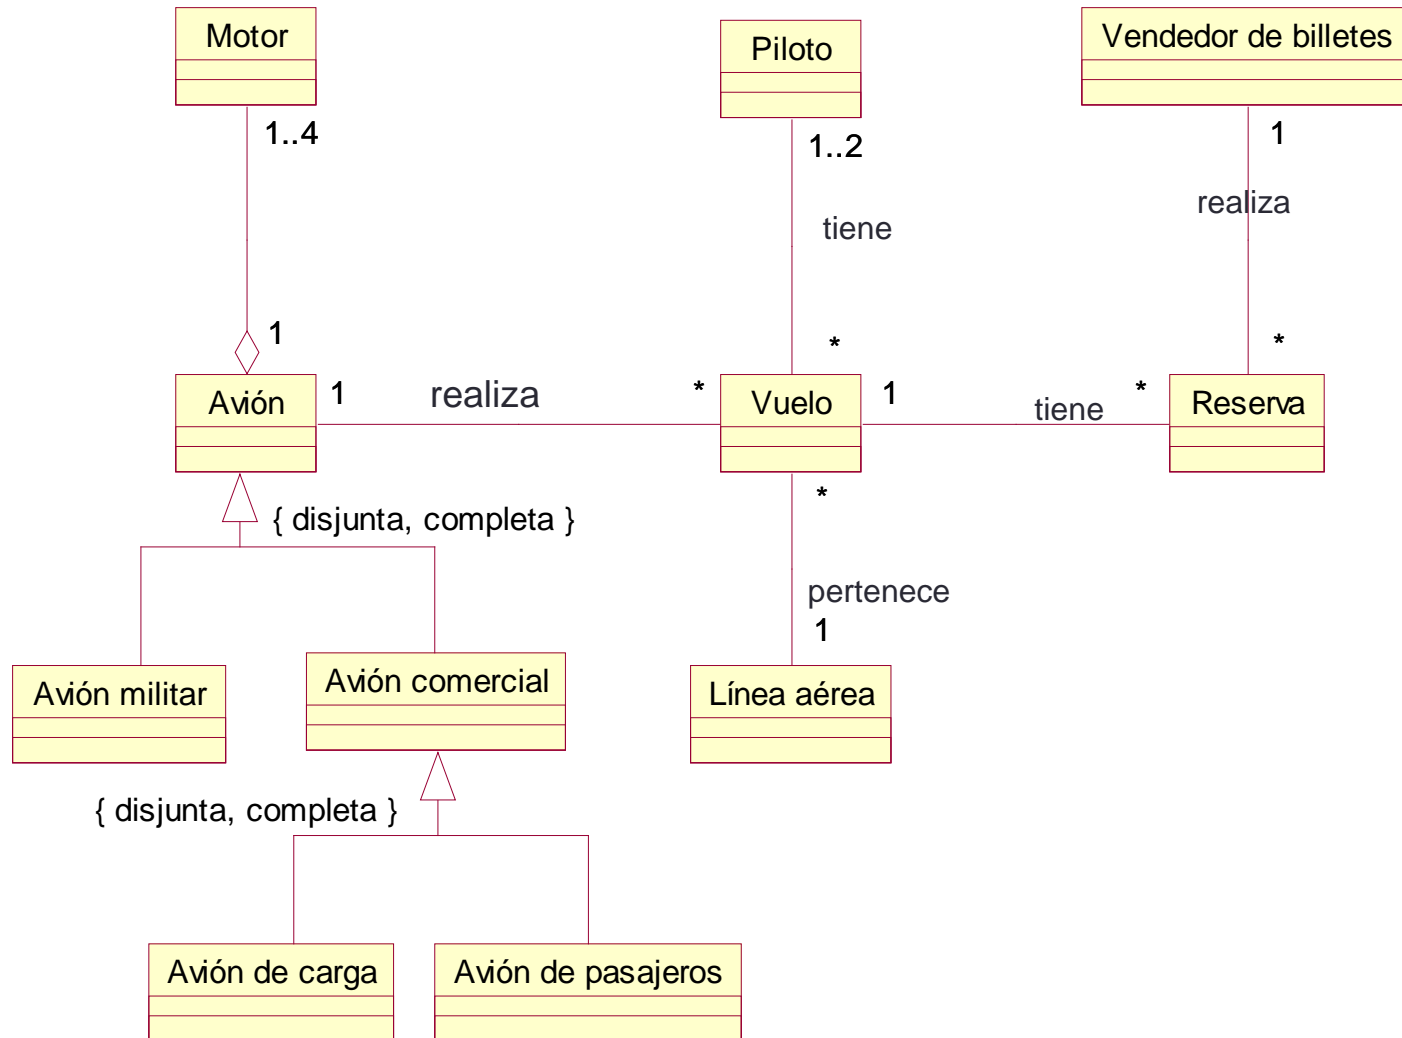 Motor
Piloto
Vendedor de billetes
1..4
1..2
1
realiza
tiene
1
*
*
Avión
1
realiza
*
Vuelo
1
tiene
*
Reserva
*
{ disjunta, completa }
pertenece
1
Avión militar
Avión comercial
Línea aérea
{ disjunta, completa }
Avión de carga
Avión de pasajeros